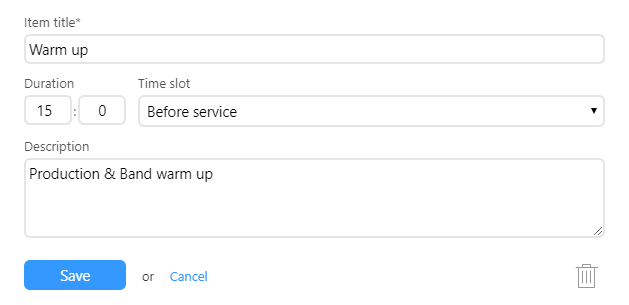 Item title*
Warm up
Duration Time slot
15 : 0 Before service
Description
Production & Band warm up
Save or Cancel